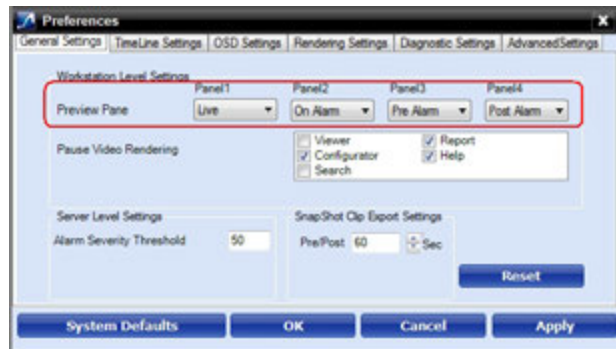 Preferences
General Settings TimeLine Settings OSD Settings Rendering Settings Diagnostic Settings AdvancedSettings
Workstation Level Settings
Panel1 Panel2 Panel3 Panel4
Preview Pane Live On Alarm Pre Alarm Post Alarm
Pause Video Rendering
Viewer Report
Configurator Help
Search
Server Level Settings
Alarm Severity Threshold 50
SnapShot Clip Export Settings
Pre/Post 60 Sec
Reset
System Defaults OK Cancel Apply